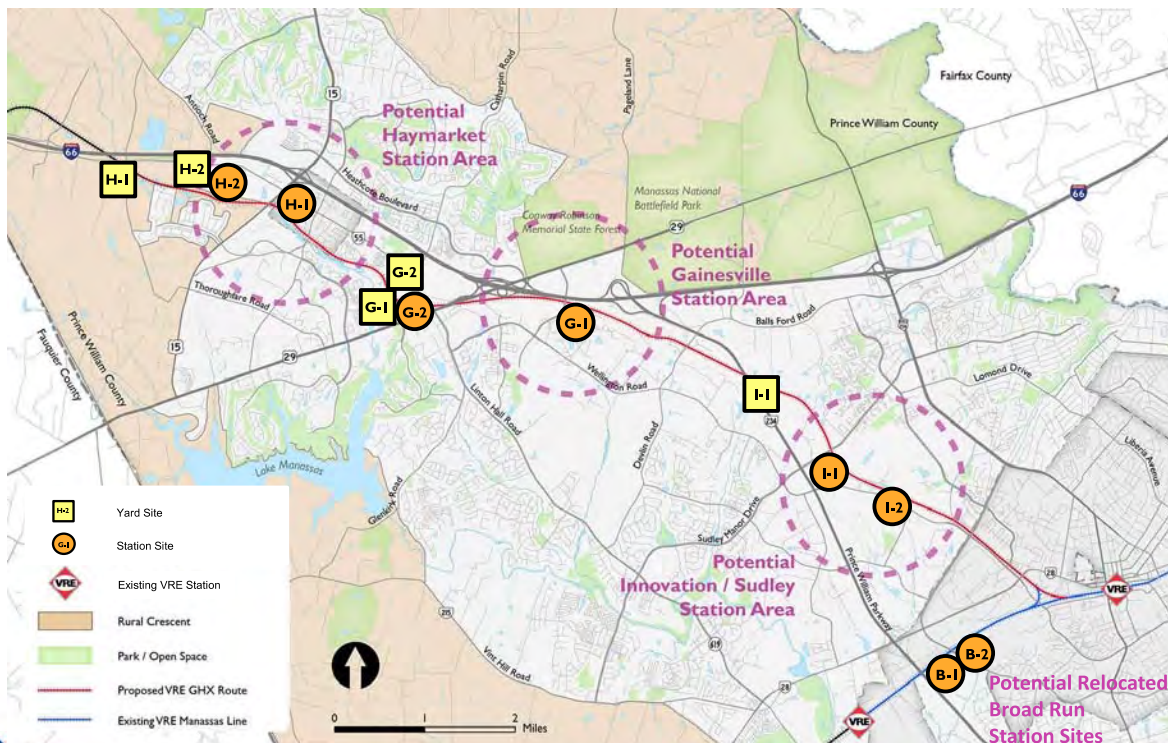 Fairfax County
Prince William County
Antioch Road
15
Catharpin Road
Pageland Lane
Potential
Haymarket
Station Area
66
H-1
H-2
H-2
H-1
Heathcote Boulevard
Manassas National
Battlefield Park
Conway Robinson
Memorial State Forest
29
66
55
Potential
Gainesville
Station Area
G-2
G-1
G-2
G-1
Thoroughfare Road
Balls Ford Road
15
29
Prince William County
Fauquier County
Wellington Road
Linton Hall Road
Lomond Drive
I-1
234
Devlin Road
Liberia Avenue
Lake Manassas
Glenkirk Road
I-1
I-2
Sudley Manor Drive
Potential
Innovation / Sudley
Station Area
Prince William Parkway
28
VRE
215
Vint Hill Road
619
28
B-2
B-1
VRE
Potential Relocated
Broad Run
Station Sites
H-2
Yard Site
G-1
Station Site
VRE
Existing VRE Station
Rural Crescent
Park / Open Space
Proposed VRE GHX Route
Existing VRE Manassas Line
0
1
2
Miles